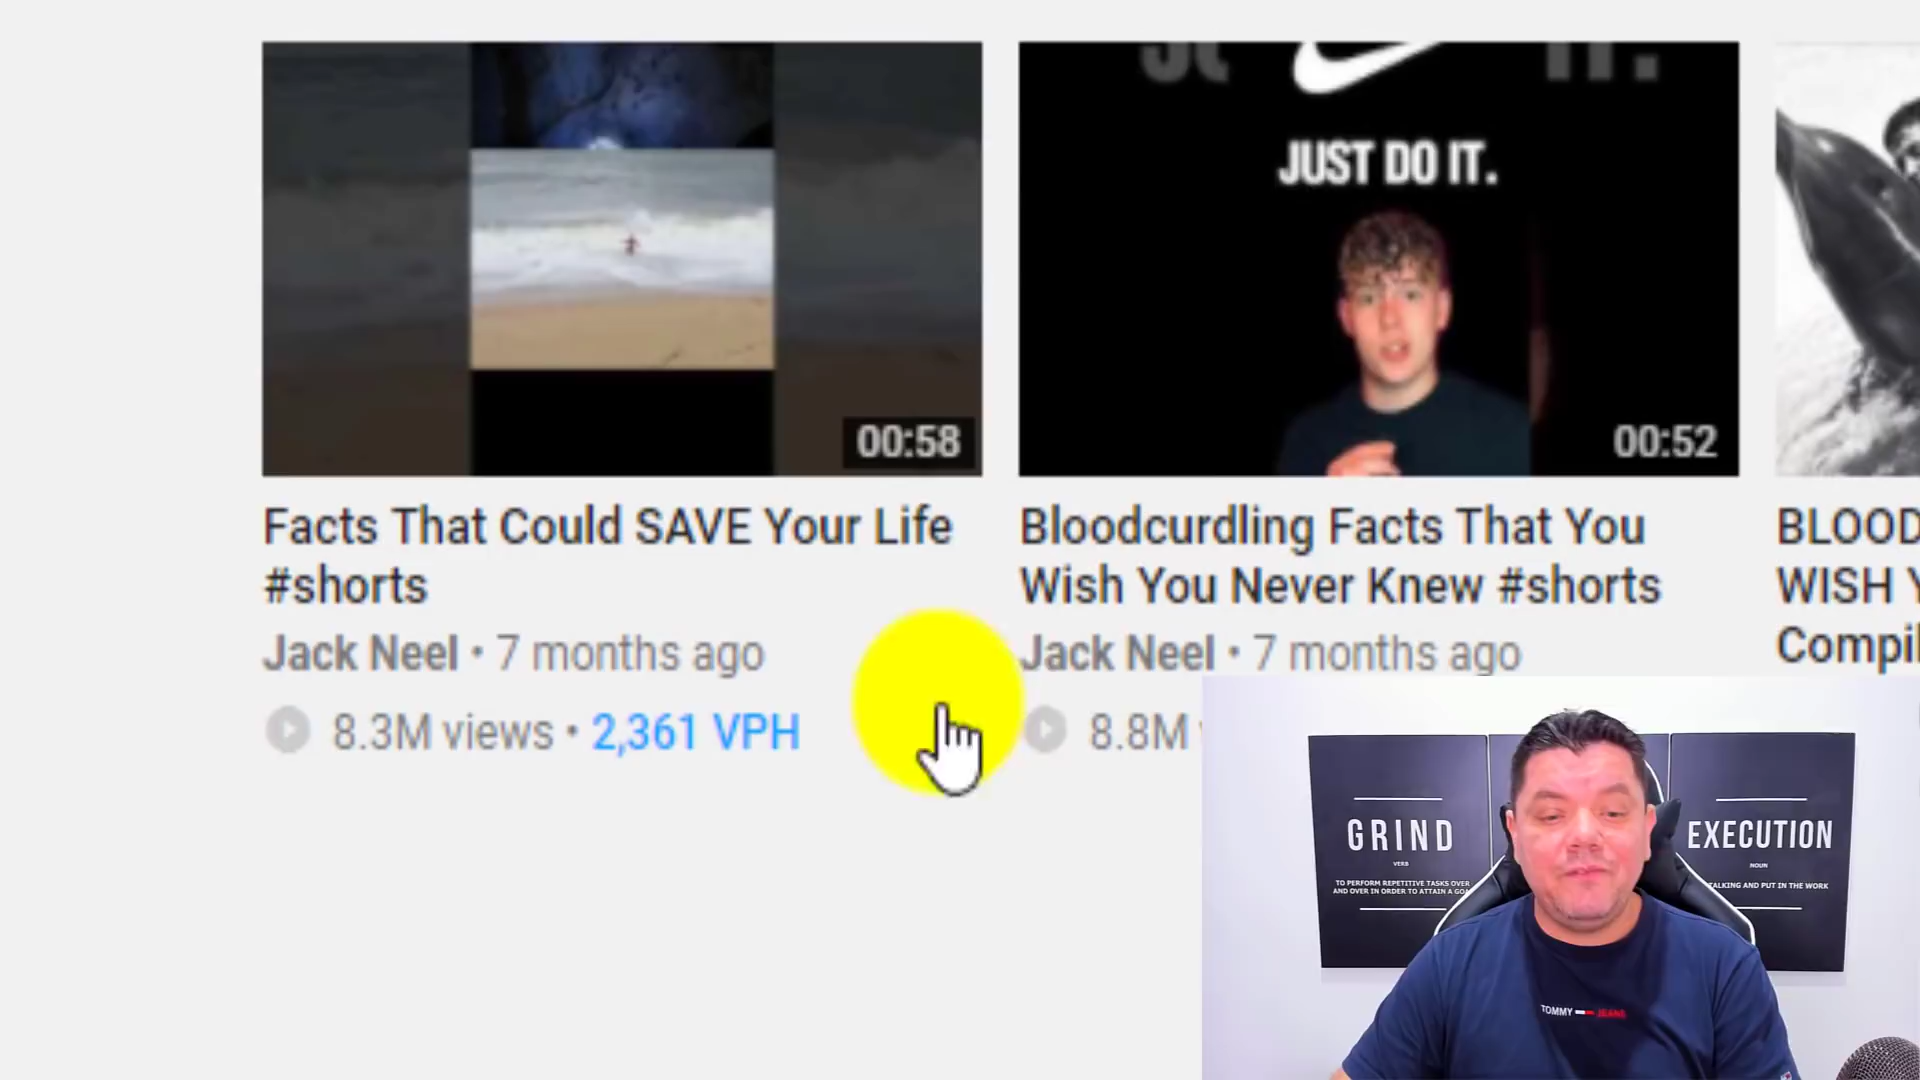 JUST DO IT.
00:58
00:52
Facts That Could SAVE Your Life
#shorts
Jack Neel • 7 months ago
8.3M views • 2,361 VPH
Bloodcurdling Facts That You
Wish You Never Knew #shorts
Jack Neel • 7 months ago
8.8M
BLOOD
WISH Y
Compil
GRIND
VERB
TO PERFORM REPETITIVE TASKS OVER
AND OVER IN ORDER TO ATTAIN A GOA
EXECUTION
NOUN
TALKING AND PUT IN THE WORK
TOMMY JEANS